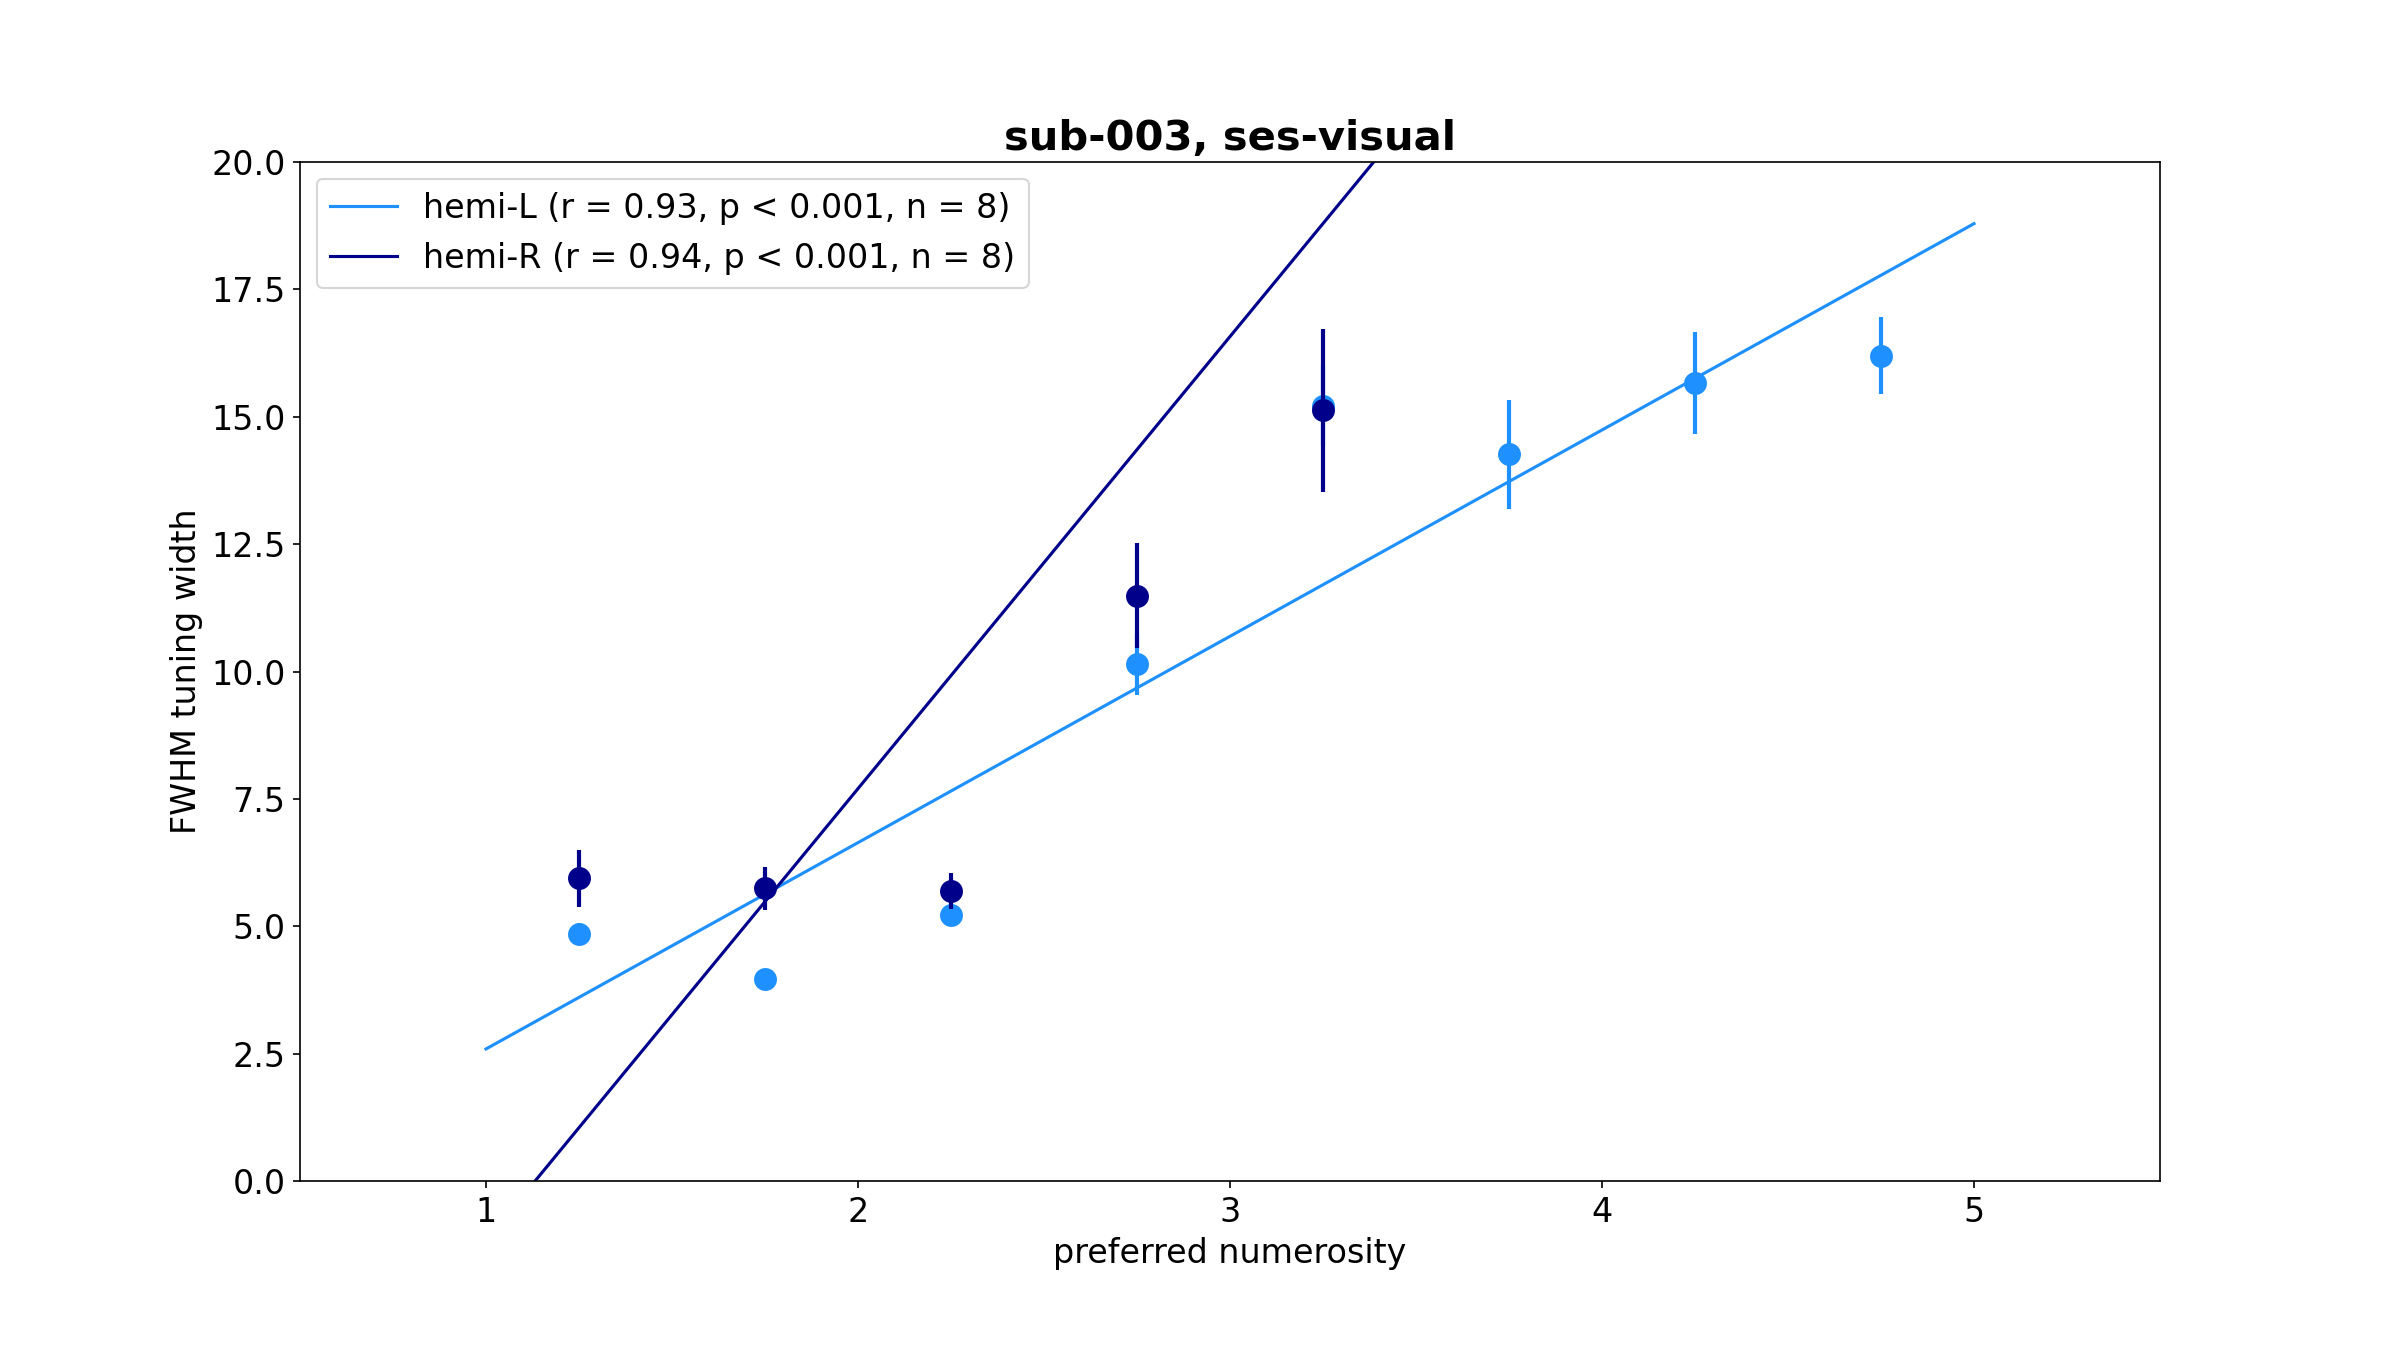 sub-003, ses-visual
hemi-L (r = 0.93, p < 0.001, n = 8)
hemi-R (r = 0.94, p < 0.001, n = 8)
FWHM tuning width
20.0
17.5
15.0
12.5
10.0
7.5
5.0
2.5
0.0
1 2 3 4 5
preferred numerosity